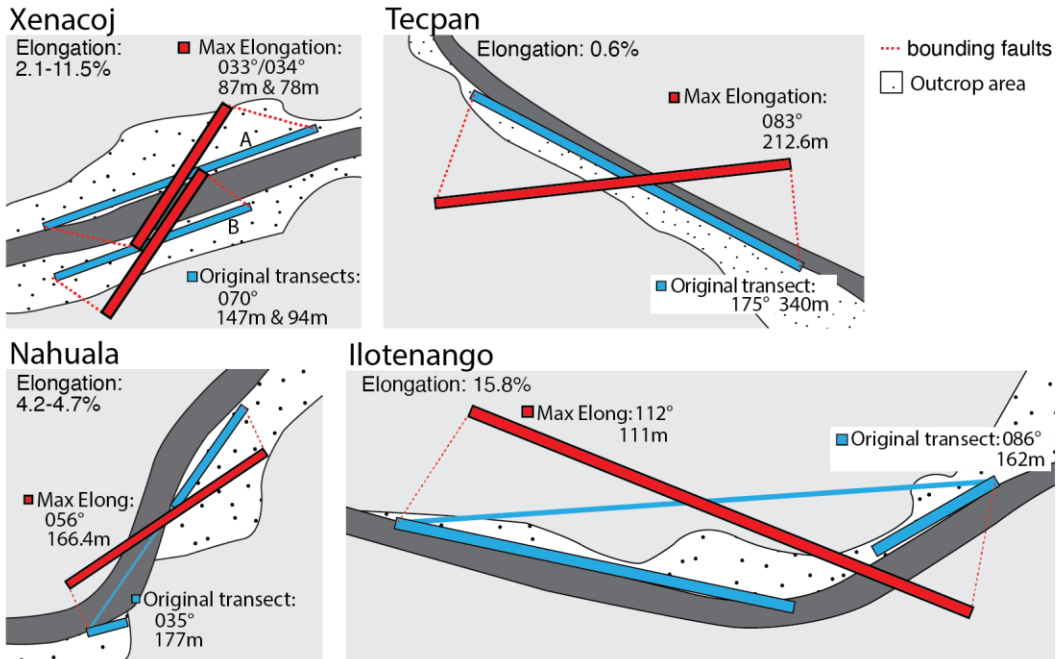 Xenacoj
Elongation:
2.1-11.5%
Max Elongation:
033°/034°
87m & 78m
A
B
Original transects:
070°
147m & 94m
Tecpan
Elongation: 0.6%
Max Elongation:
083°
212.6m
Original transect:
175° 340m
bounding faults
Outcrop area
Nahuala
Elongation:
4.2-4.7%
Max Elong:
056°
166.4m
Original transect:
035°
177m
Ilotenango
Elongation: 15.8%
Max Elong: 112°
111m
Original transect: 086°
162m